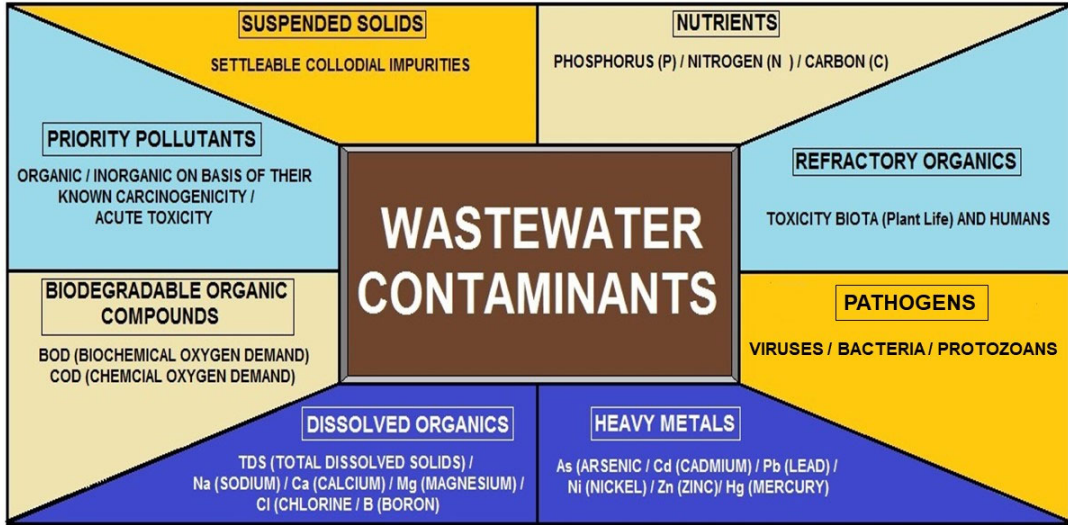 SUSPENDED SOLIDS
SETTLEABLE COLLODIAL IMPURITIES
NUTRIENTS
PHOSPHORUS (P) / NITROGEN (N  ) / CARBON (C)
PRIORITY POLLUTANTS
ORGANIC / INORGANIC ON BASIS OF THEIR
KNOWN CARCINOGENICITY /
ACUTE TOXICITY
REFRACTORY ORGANICS
TOXICITY BIOTA (Plant Life) AND HUMANS
WASTEWATER
CONTAMINANTS
BIODEGRADABLE ORGANIC
COMPOUNDS
BOD (BIOCHEMICAL OXYGEN DEMAND)
COD (CHEMCIAL OXYGEN DEMAND)
PATHOGENS
VIRUSES / BACTERIA / PROTOZOANS
DISSOLVED ORGANICS
TDS (TOTAL DISSOLVED SOLIDS) /
Na (SODIUM) / Ca (CALCIUM) / Mg (MAGNESIUM) /
Cl (CHLORINE / B (BORON)
HEAVY METALS
As (ARSENIC / Cd (CADMIUM) / Pb (LEAD) /
Ni (NICKEL) / Zn (ZINC)/ Hg (MERCURY)